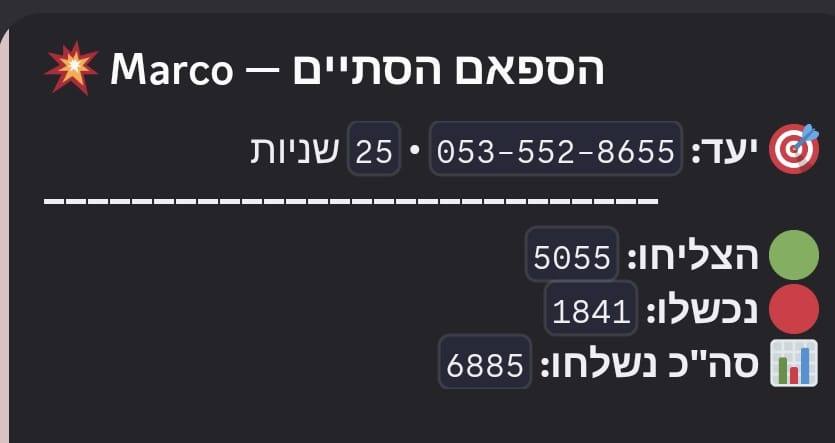 💥 Marco — הספאם הסתיים
🎯 יעד: 053-552-8655 • 25 שניות
----------------------------
🟢 הצליחו: 5055
🔴 נכשלו: 1841
📊 סה"כ נשלחו: 6885